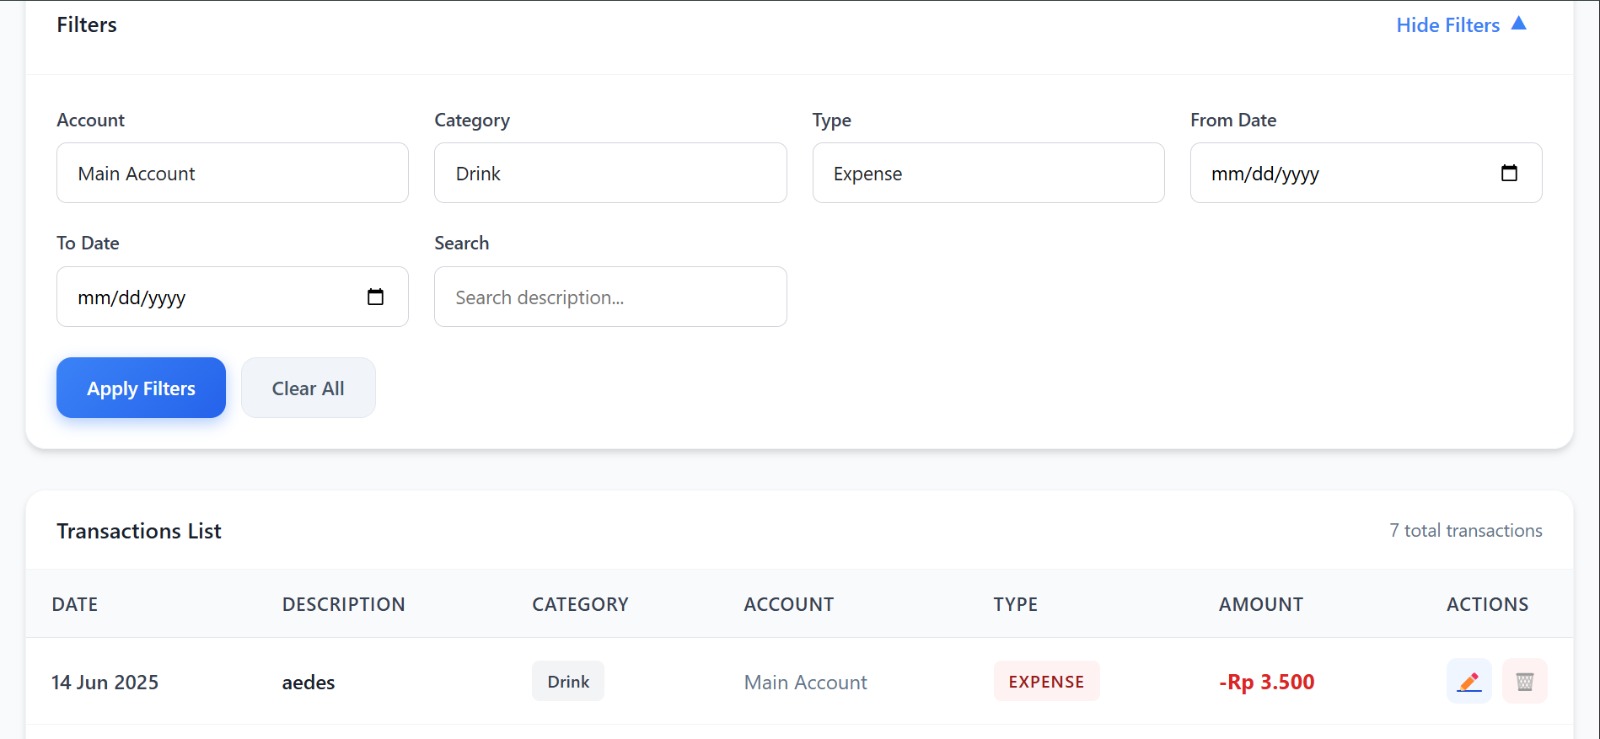 Filters
Hide Filters ▲
Account
Category
Type
From Date
Main Account
Drink
Expense
mm/dd/yyyy
To Date
Search
mm/dd/yyyy
Search description...
Apply Filters
Clear All
Transactions List
7 total transactions
DATE
DESCRIPTION
CATEGORY
ACCOUNT
TYPE
AMOUNT
ACTIONS
14 Jun 2025
aedes
Drink
Main Account
EXPENSE
-Rp 3.500